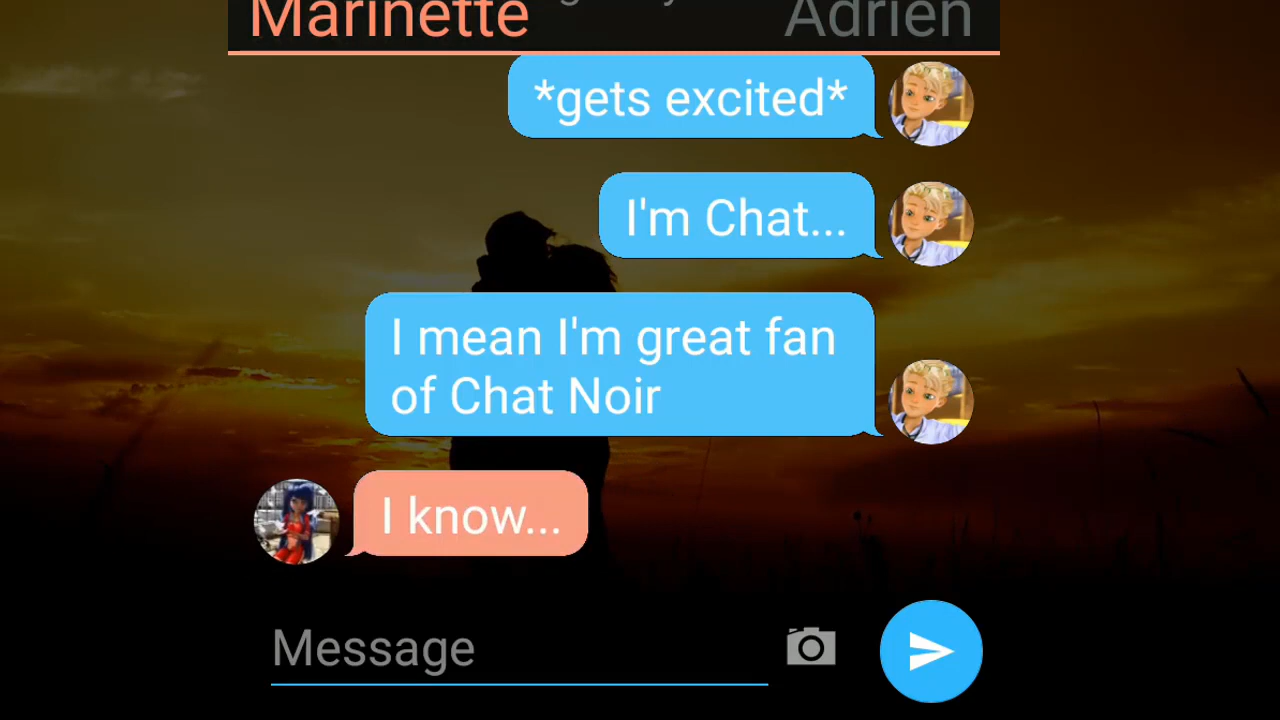 Marinette
Adrien
*gets excited*
I'm Chat...
I mean I'm great fan
of Chat Noir
I know...
Message